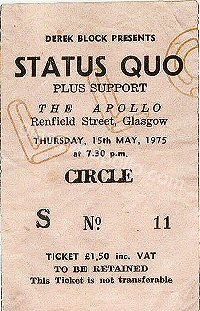 DEREK BLOCK PRESENTS
STATUS QUO
PLUS SUPPORT
THE APOLLO
Renfield Street, Glasgow
THURSDAY, 15th MAY, 1975
at 7.30 p.m.
CIRCLE
S No 11
TICKET £1,50 inc. VAT
TO BE RETAINED
This Ticket is not transferable